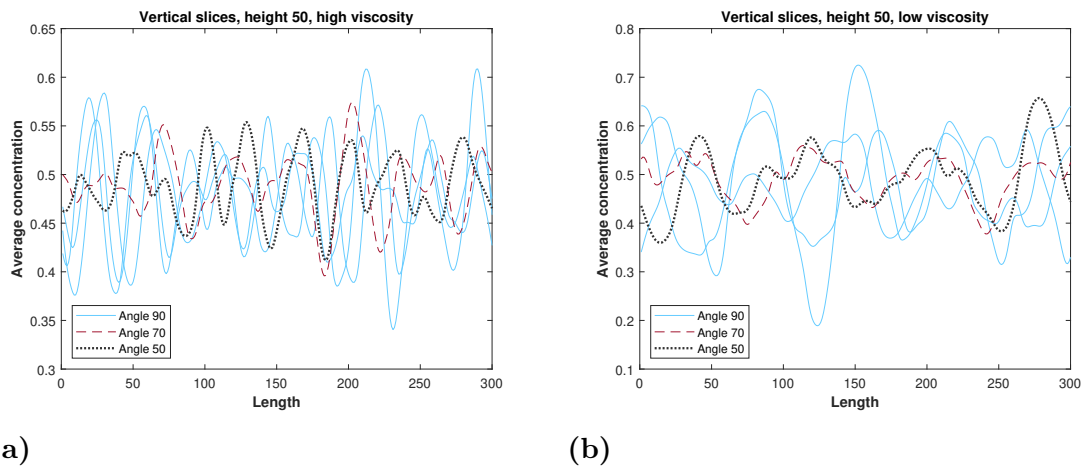 Vertical slices, height 50, high viscosity
0.65
0.6
0.55
0.5
0.45
0.4
0.35
0.3
Average concentration
Angle 90
Angle 70
Angle 50
0 50 100 150 200 250 300
Length
a)
Vertical slices, height 50, low viscosity
0.8
0.7
0.6
0.5
0.4
0.3
0.2
0.1
Average concentration
Angle 90
Angle 70
Angle 50
0 50 100 150 200 250 300
Length
(b)